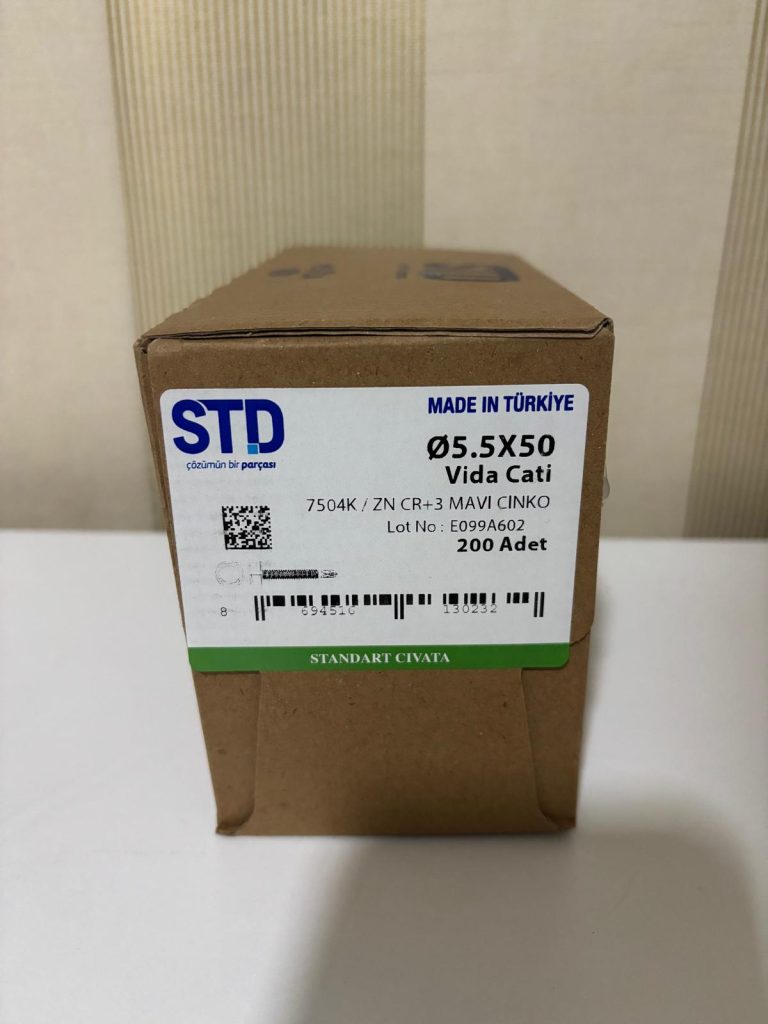 STD
çözümün bir parçası
MADE IN TÜRKİYE
Ø5.5X50
Vida Cati
7504K / ZN CR+3 MAVI CINKO
Lot No : E099A602
200 Adet
8 694516 130232
STANDART CIVATA